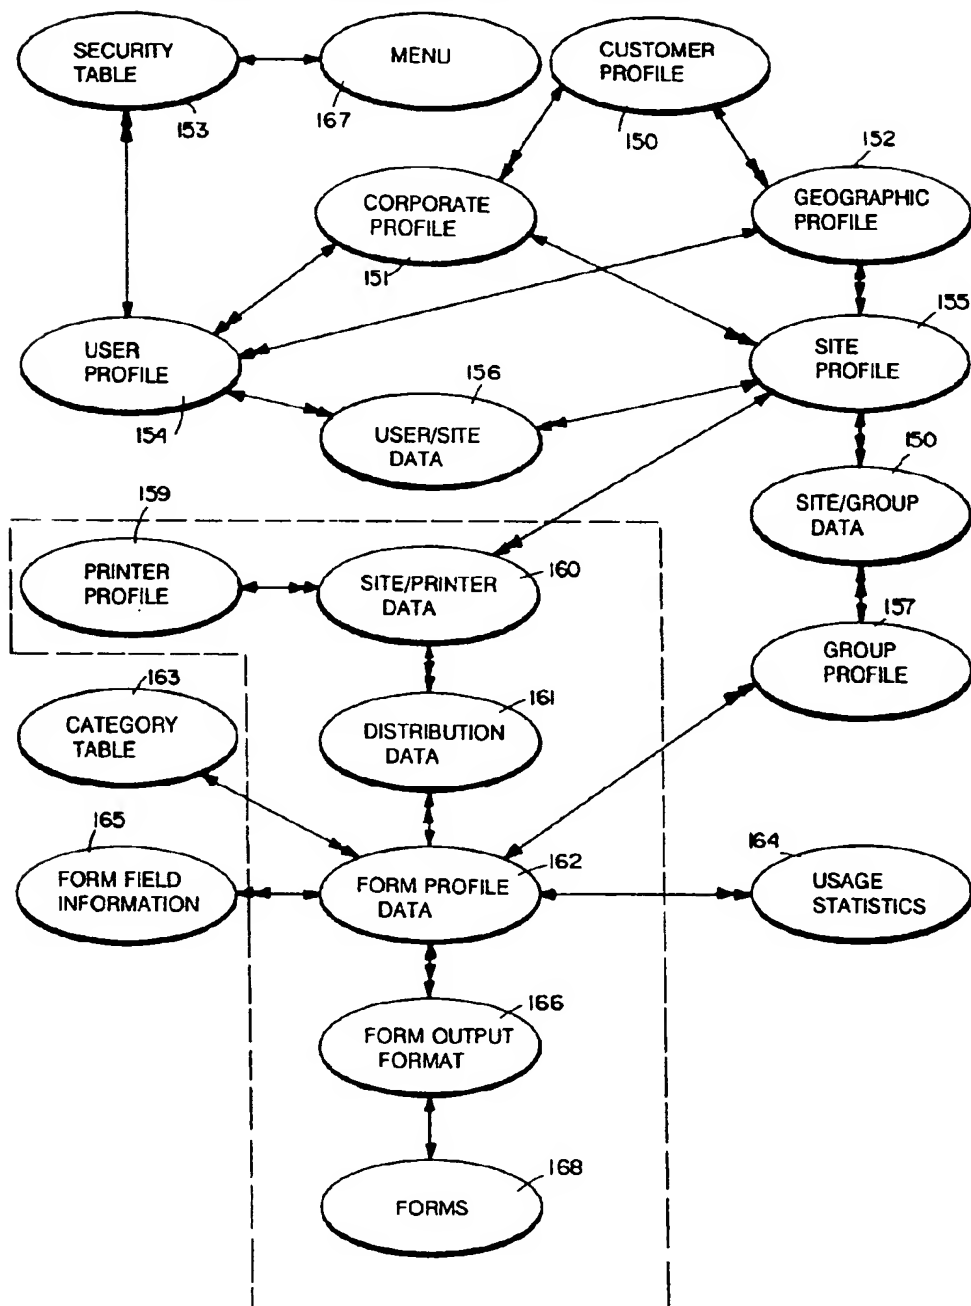 SECURITY
TABLE
153
MENU
167
CUSTOMER
PROFILE
150
152
CORPORATE
PROFILE
151
GEOGRAPHIC
PROFILE
155
USER
PROFILE
154
156
USER/SITE
DATA
SITE
PROFILE
150
SITE/GROUP
DATA
159
PRINTER
PROFILE
SITE/PRINTER
DATA
160
157
GROUP
PROFILE
163
CATEGORY
TABLE
161
DISTRIBUTION
DATA
165
FORM FIELD
INFORMATION
162
FORM PROFILE
DATA
164
USAGE
STATISTICS
166
FORM OUTPUT
FORMAT
168
FORMS